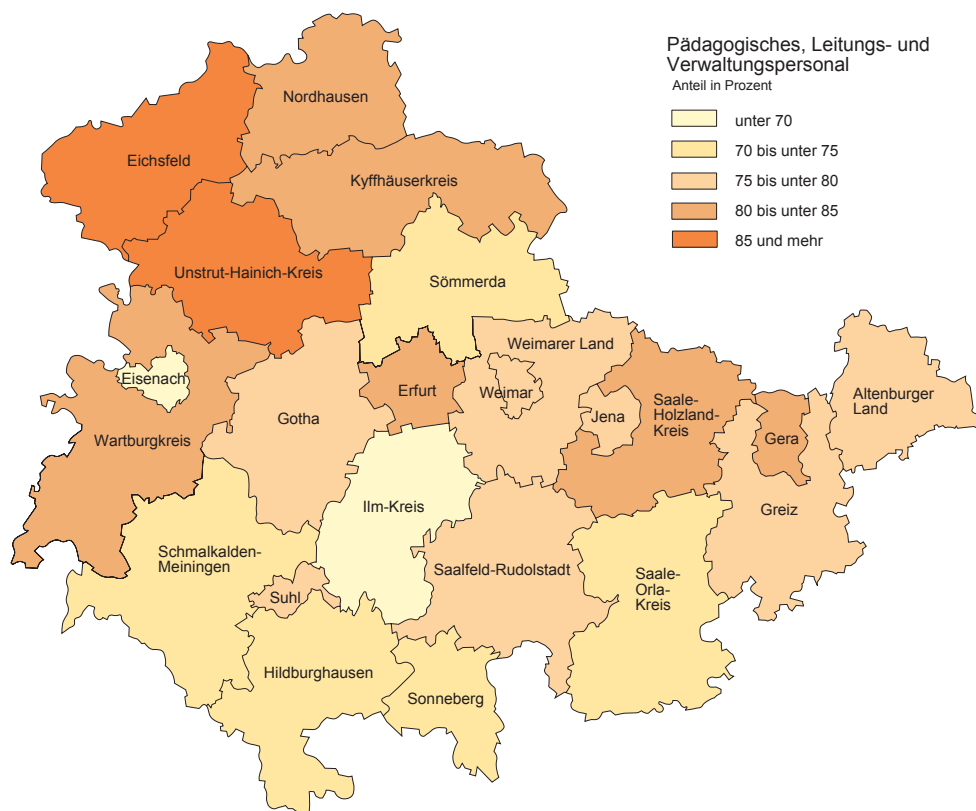 Pädagogisches, Leitungs- und
Verwaltungspersonal
Anteil in Prozent
unter 70
70 bis unter 75
75 bis unter 80
80 bis unter 85
85 und mehr
Nordhausen
Eichsfeld
Kyffhäuserkreis
Unstrut-Hainich-Kreis
Sömmerda
Weimarer Land
Eisenach
Erfurt
Weimar
Altenburger
Land
Saale-
Holzland-
Kreis
Gotha
Jena
Wartburgkreis
Gera
Ilm-Kreis
Greiz
Schmalkalden-
Meiningen
Saalfeld-Rudolstadt
Saale-
Orla-
Kreis
Suhl
Hildburghausen
Sonneberg